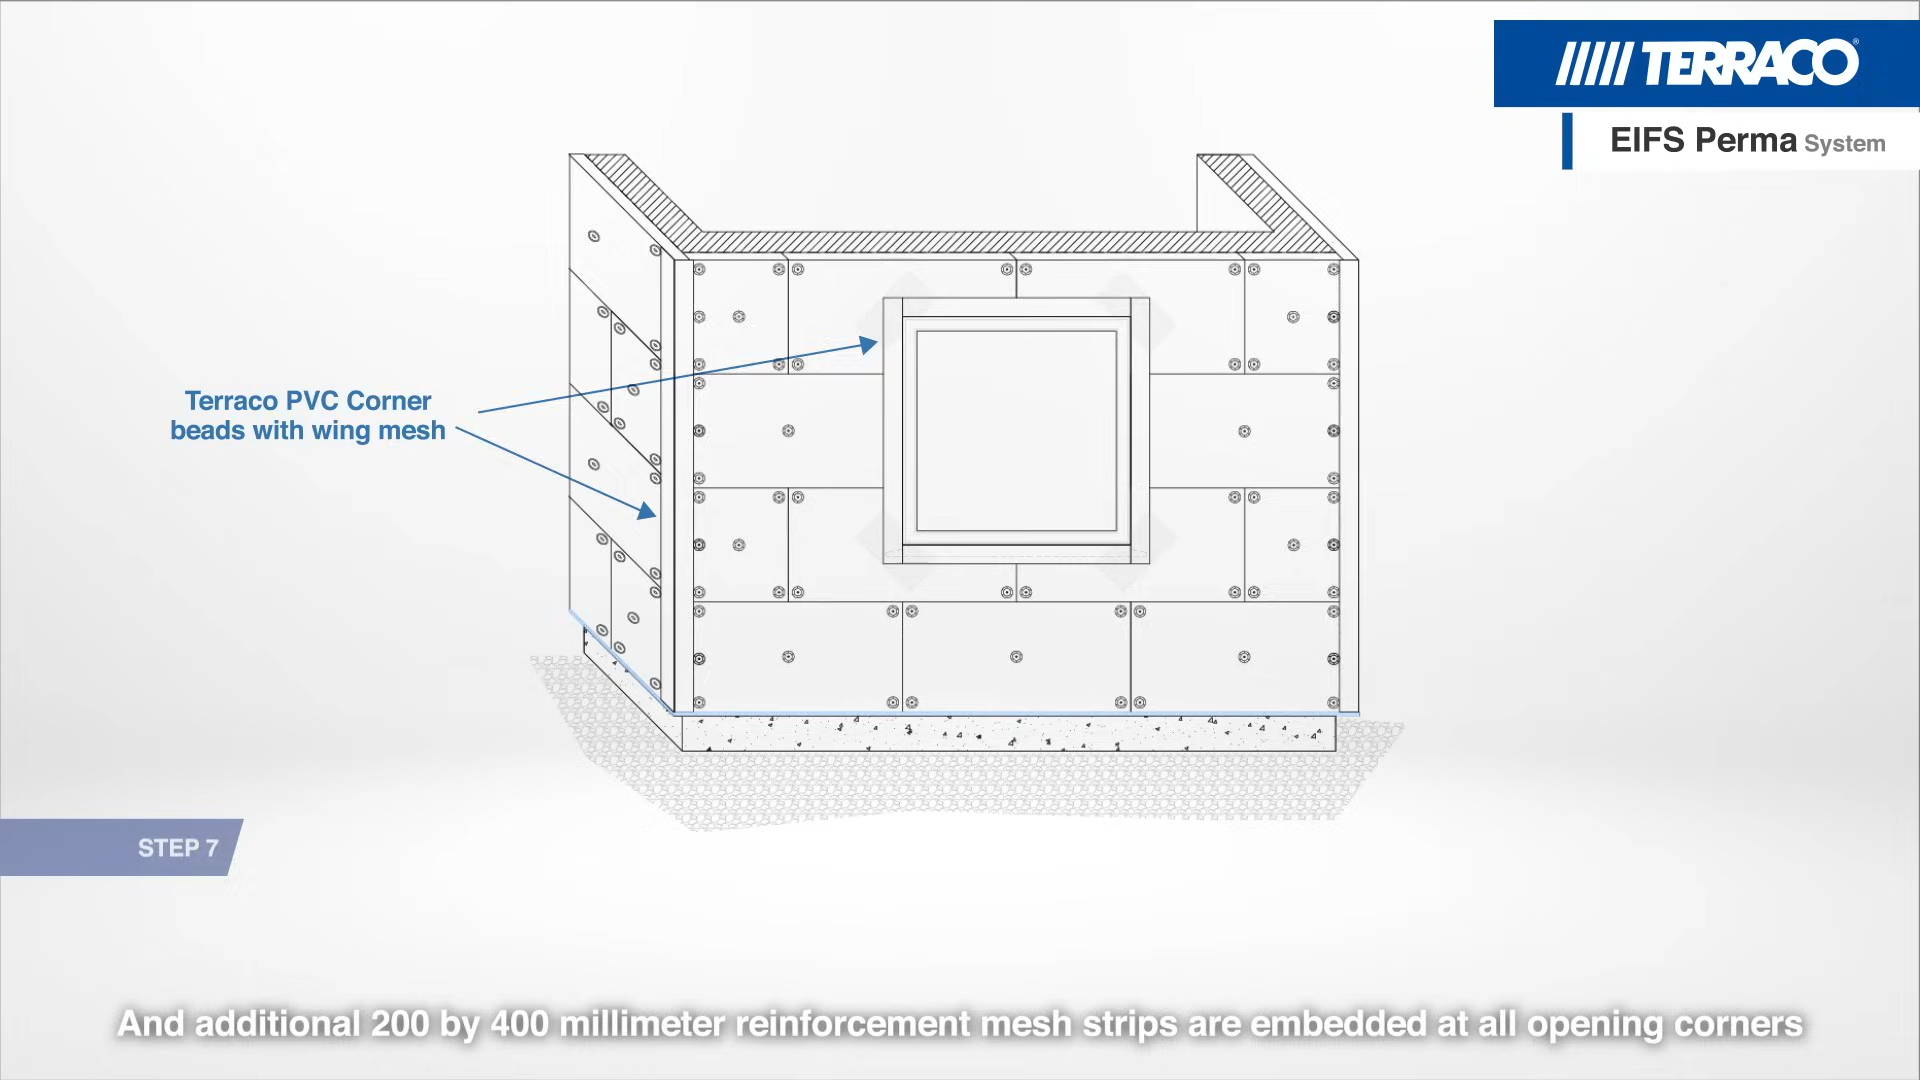 TERRACO®
EIFS Perma System
Terraco PVC Corner
beads with wing mesh
STEP 7
And additional 200 by 400 millimeter reinforcement mesh strips are embedded at all opening corners